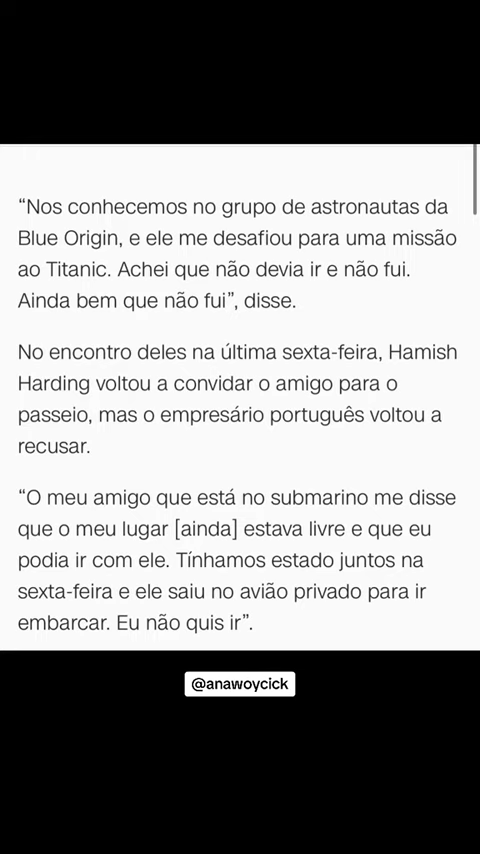 “Nos conhecemos no grupo de astronautas da
Blue Origin, e ele me desafiou para uma missão
ao Titanic. Achei que não devia ir e não fui.
Ainda bem que não fui”, disse.
No encontro deles na última sexta-feira, Hamish
Harding voltou a convidar o amigo para o
passeio, mas o empresário português voltou a
recusar.
“O meu amigo que está no submarino me disse
que o meu lugar [ainda] estava livre e que eu
podia ir com ele. Tínhamos estado juntos na
sexta-feira e ele saiu no avião privado para ir
embarcar. Eu não quis ir”.
@anawoycick